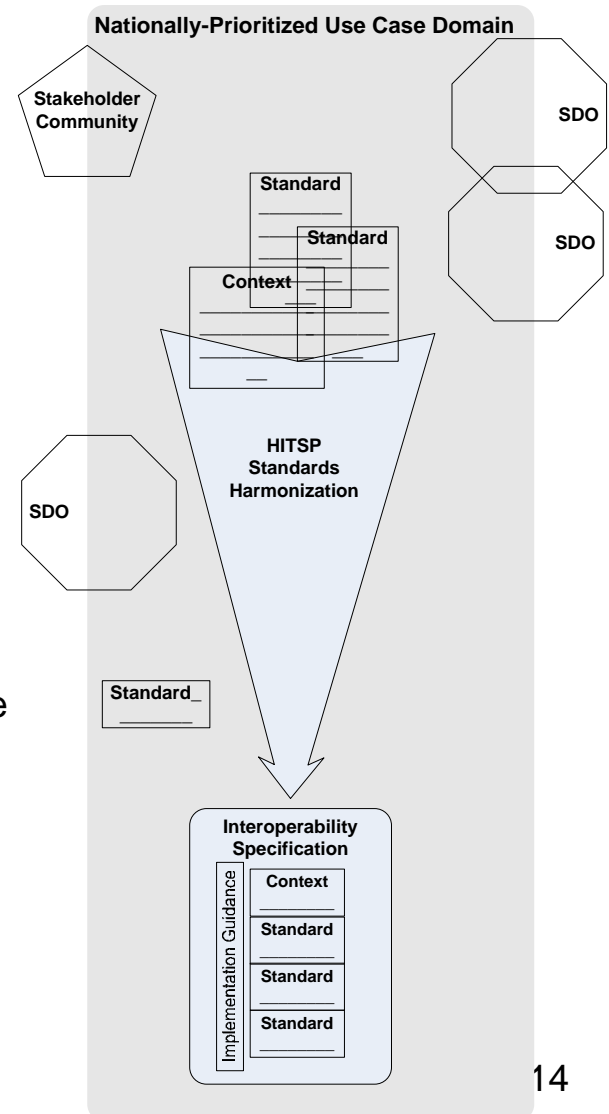 Nationally-Prioritized Use Case Domain
Stakeholder
Community
SDO
SDO
Standard
Standard
Context
HITSP
Standards
Harmonization
SDO
e
Standard_
Interoperability
Specification
Implementation Guidance
Context
Standard
Standard
Standard
14